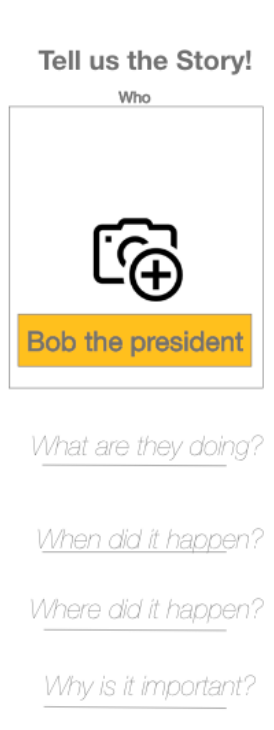 Tell us the Story!
Who
Bob the president
What are they doing?
When did it happen?
Where did it happen?
Why is it important?